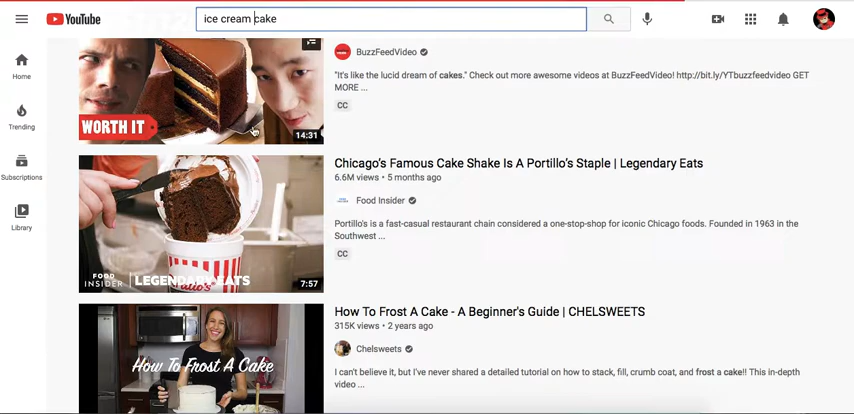 YouTube
ice cream cake
Home
Trending
Subscriptions
Library
WORTH IT
14:31
BuzzFeedVideo
"It's like the lucid dream of cakes." Check out more awesome videos at BuzzFeedVideo! http://bit.ly/YTbuzzfeedvideo GET
MORE ...
CC
FOOD
INSIDER
LEGENDARY EATS
7:57
Chicago's Famous Cake Shake Is A Portillo's Staple | Legendary Eats
6.6M views • 5 months ago
Food Insider
Portillo's is a fast-casual restaurant chain considered a one-stop-shop for iconic Chicago foods. Founded in 1963 in the
Southwest ...
CC
How To Frost A Cake
How To Frost A Cake - A Beginner's Guide | CHELSWEETS
315K views • 2 years ago
Chelsweets
I can't believe it, but I've never shared a detailed tutorial on how to stack, fill, crumb coat, and frost a cake!! This in-depth
video ...